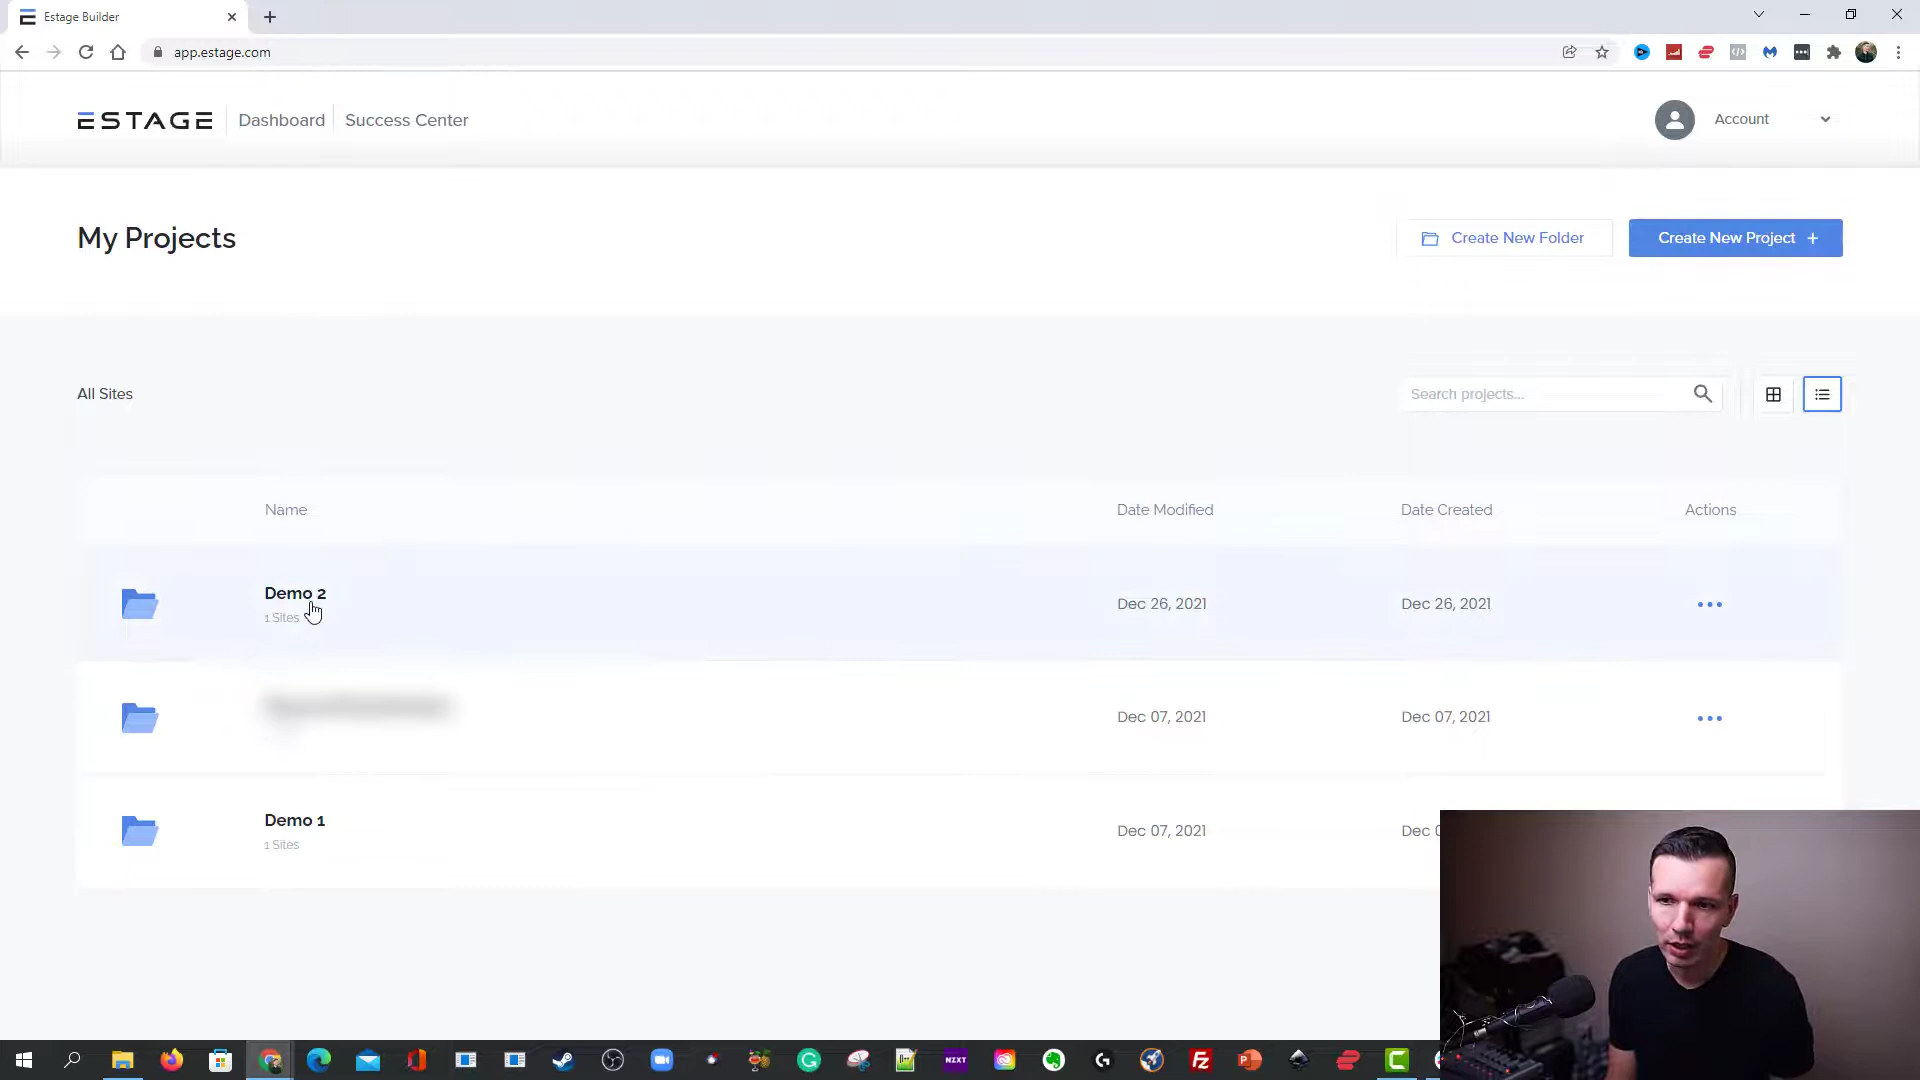 Estage Builder
app.estage.com
ESTAGE
Dashboard
Success Center
Account
My Projects
Create New Folder
Create New Project +
All Sites
Search projects...
Name
Date Modified
Date Created
Actions
Demo 2
1 Sites
Dec 26, 2021
Dec 26, 2021
Dec 07, 2021
Dec 07, 2021
Demo 1
1 Sites
Dec 07, 2021
Dec
NZXT